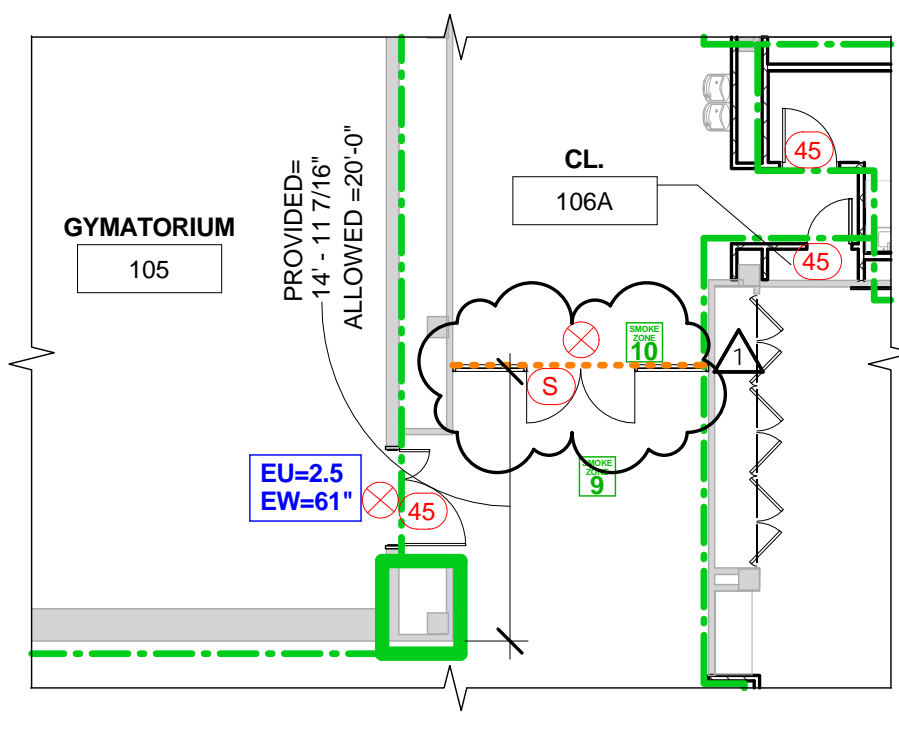 PROVIDED=
14' - 11 7/16"
ALLOWED =20'-0"
GYMATORIUM
105
CL.
106A
45
45
SMOKE
ZONE
10
1
S
SMOKE
ZONE
9
EU=2.5
EW=61"
45